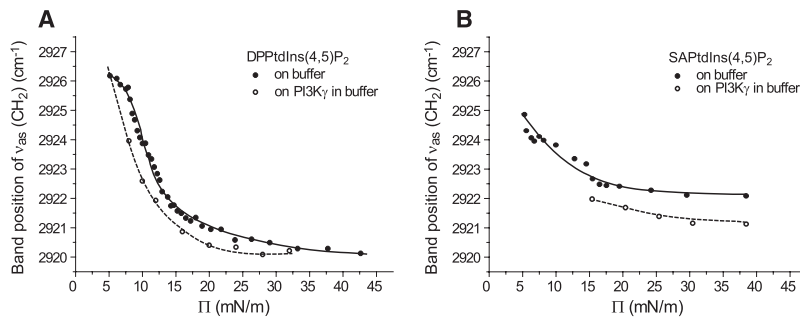 A
DPPtdIns(4,5)P2
on buffer
on PI3Kγ in buffer
Band position of νas (CH2) (cm-1)
2927
2926
2925
2924
2923
2922
2921
2920
0 5 10 15 20 25 30 35 40 45
Π (mN/m)
B
SAPtdIns(4,5)P2
on buffer
on PI3Kγ in buffer
Band position of νas (CH2) (cm-1)
2927
2926
2925
2924
2923
2922
2921
2920
0 5 10 15 20 25 30 35 40 45
Π (mN/m)